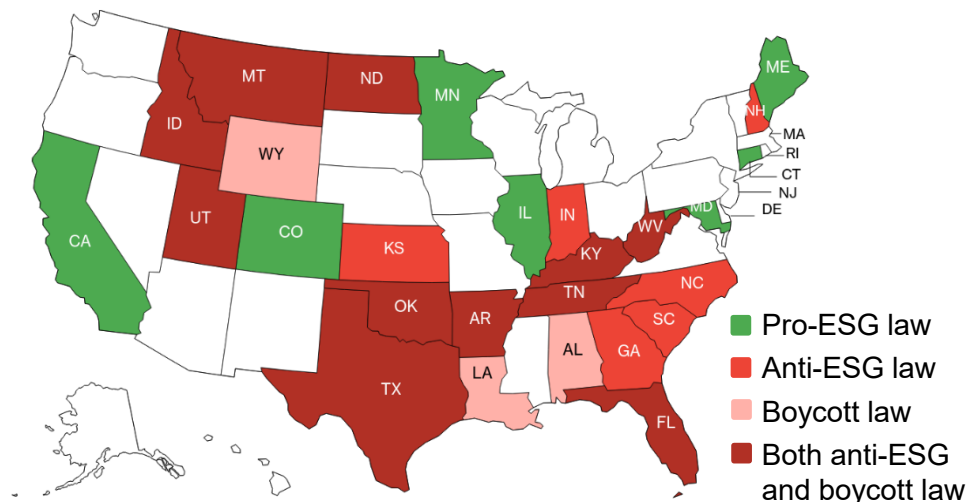 ME
MT
ND
MN
NH
ID
MA
WY
RI
CT
NJ
IL
IN
MD
DE
UT
WV
CA
CO
KS
KY
NC
TN
OK
AR
SC
Pro-ESG law
AL
GA
LA
Anti-ESG law
TX
Boycott law
FL
Both anti-ESG
and boycott law